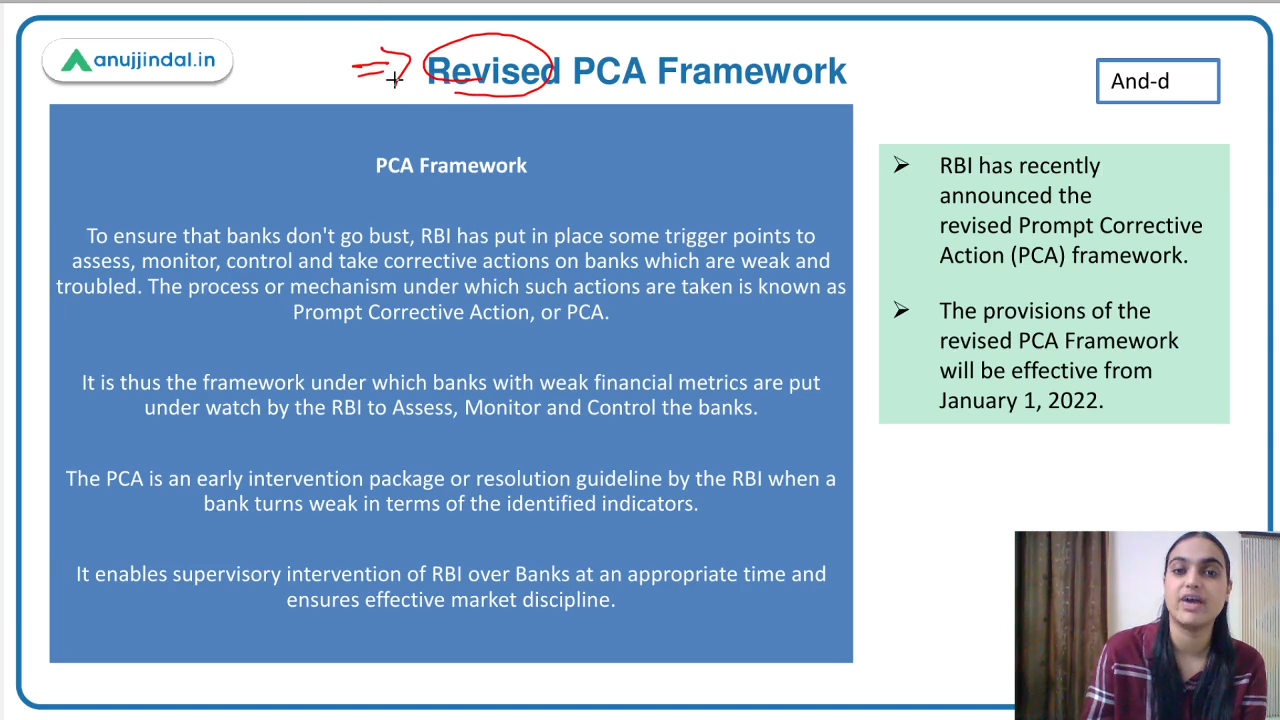 anujjindal.in
Revised PCA Framework
And-d
PCA Framework
To ensure that banks don't go bust, RBI has put in place some trigger points to
assess, monitor, control and take corrective actions on banks which are weak and
troubled. The process or mechanism under which such actions are taken is known as
Prompt Corrective Action, or PCA.
It is thus the framework under which banks with weak financial metrics are put
under watch by the RBI to Assess, Monitor and Control the banks.
The PCA is an early intervention package or resolution guideline by the RBI when a
bank turns weak in terms of the identified indicators.
It enables supervisory intervention of RBI over Banks at an appropriate time and
ensures effective market discipline.
RBI has recently
announced the
revised Prompt Corrective
Action (PCA) framework.
The provisions of the
revised PCA Framework
will be effective from
January 1, 2022.